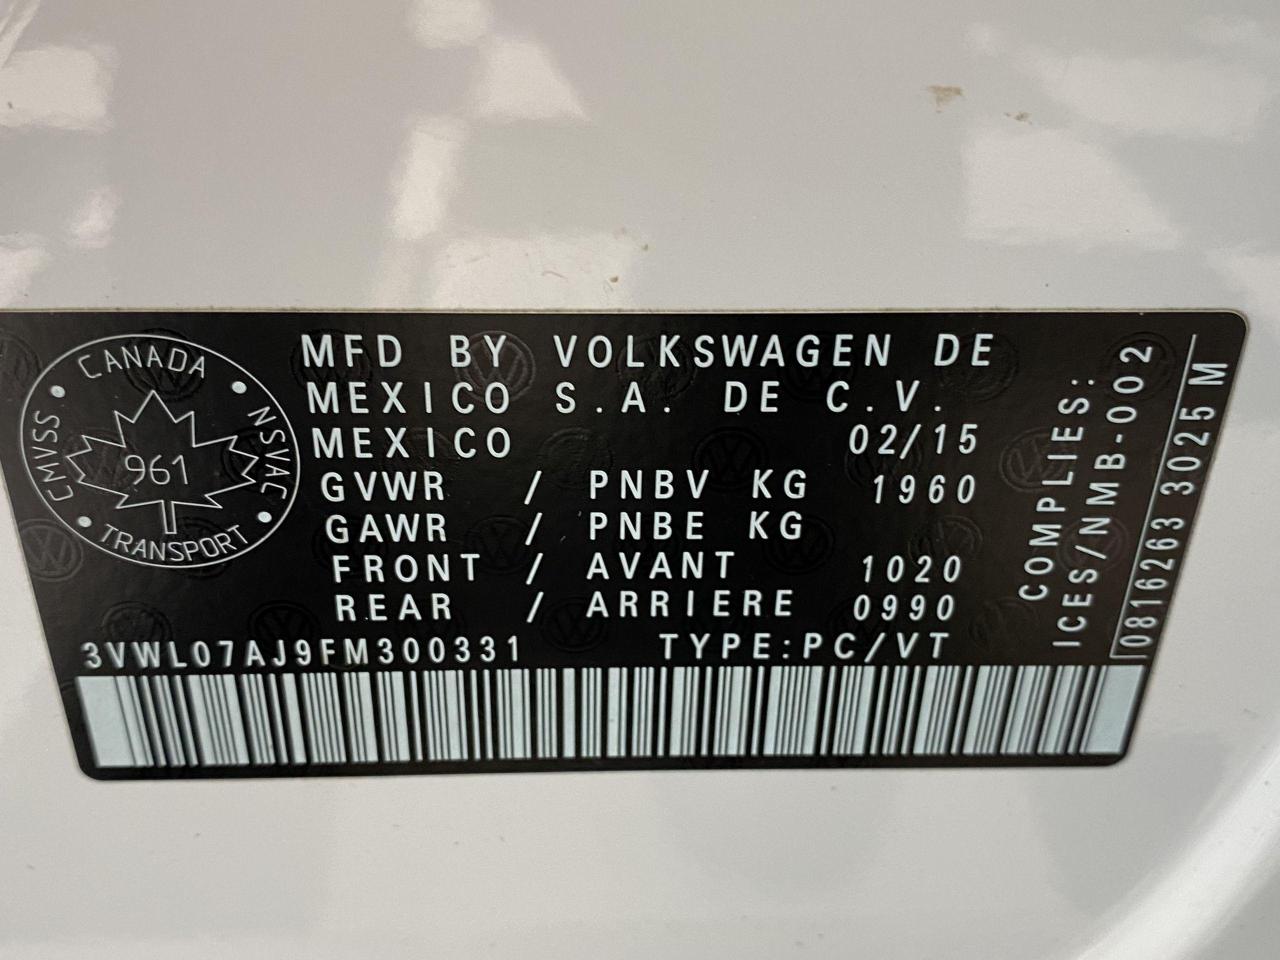 CANADA
CMVSS
NSVAC
961
TRANSPORT
MFD BY VOLKSWAGEN DE
MEXICO S.A. DE C.V.
MEXICO 02/15
GVWR / PNBV KG 1960
GAWR / PNBE KG
FRONT / AVANT 1020
REAR / ARRIERE 0990
3VWL07AJ9FM300331 TYPE:PC/VT
COMPLIES:
ICES/NMB-002
0816263 3025 M